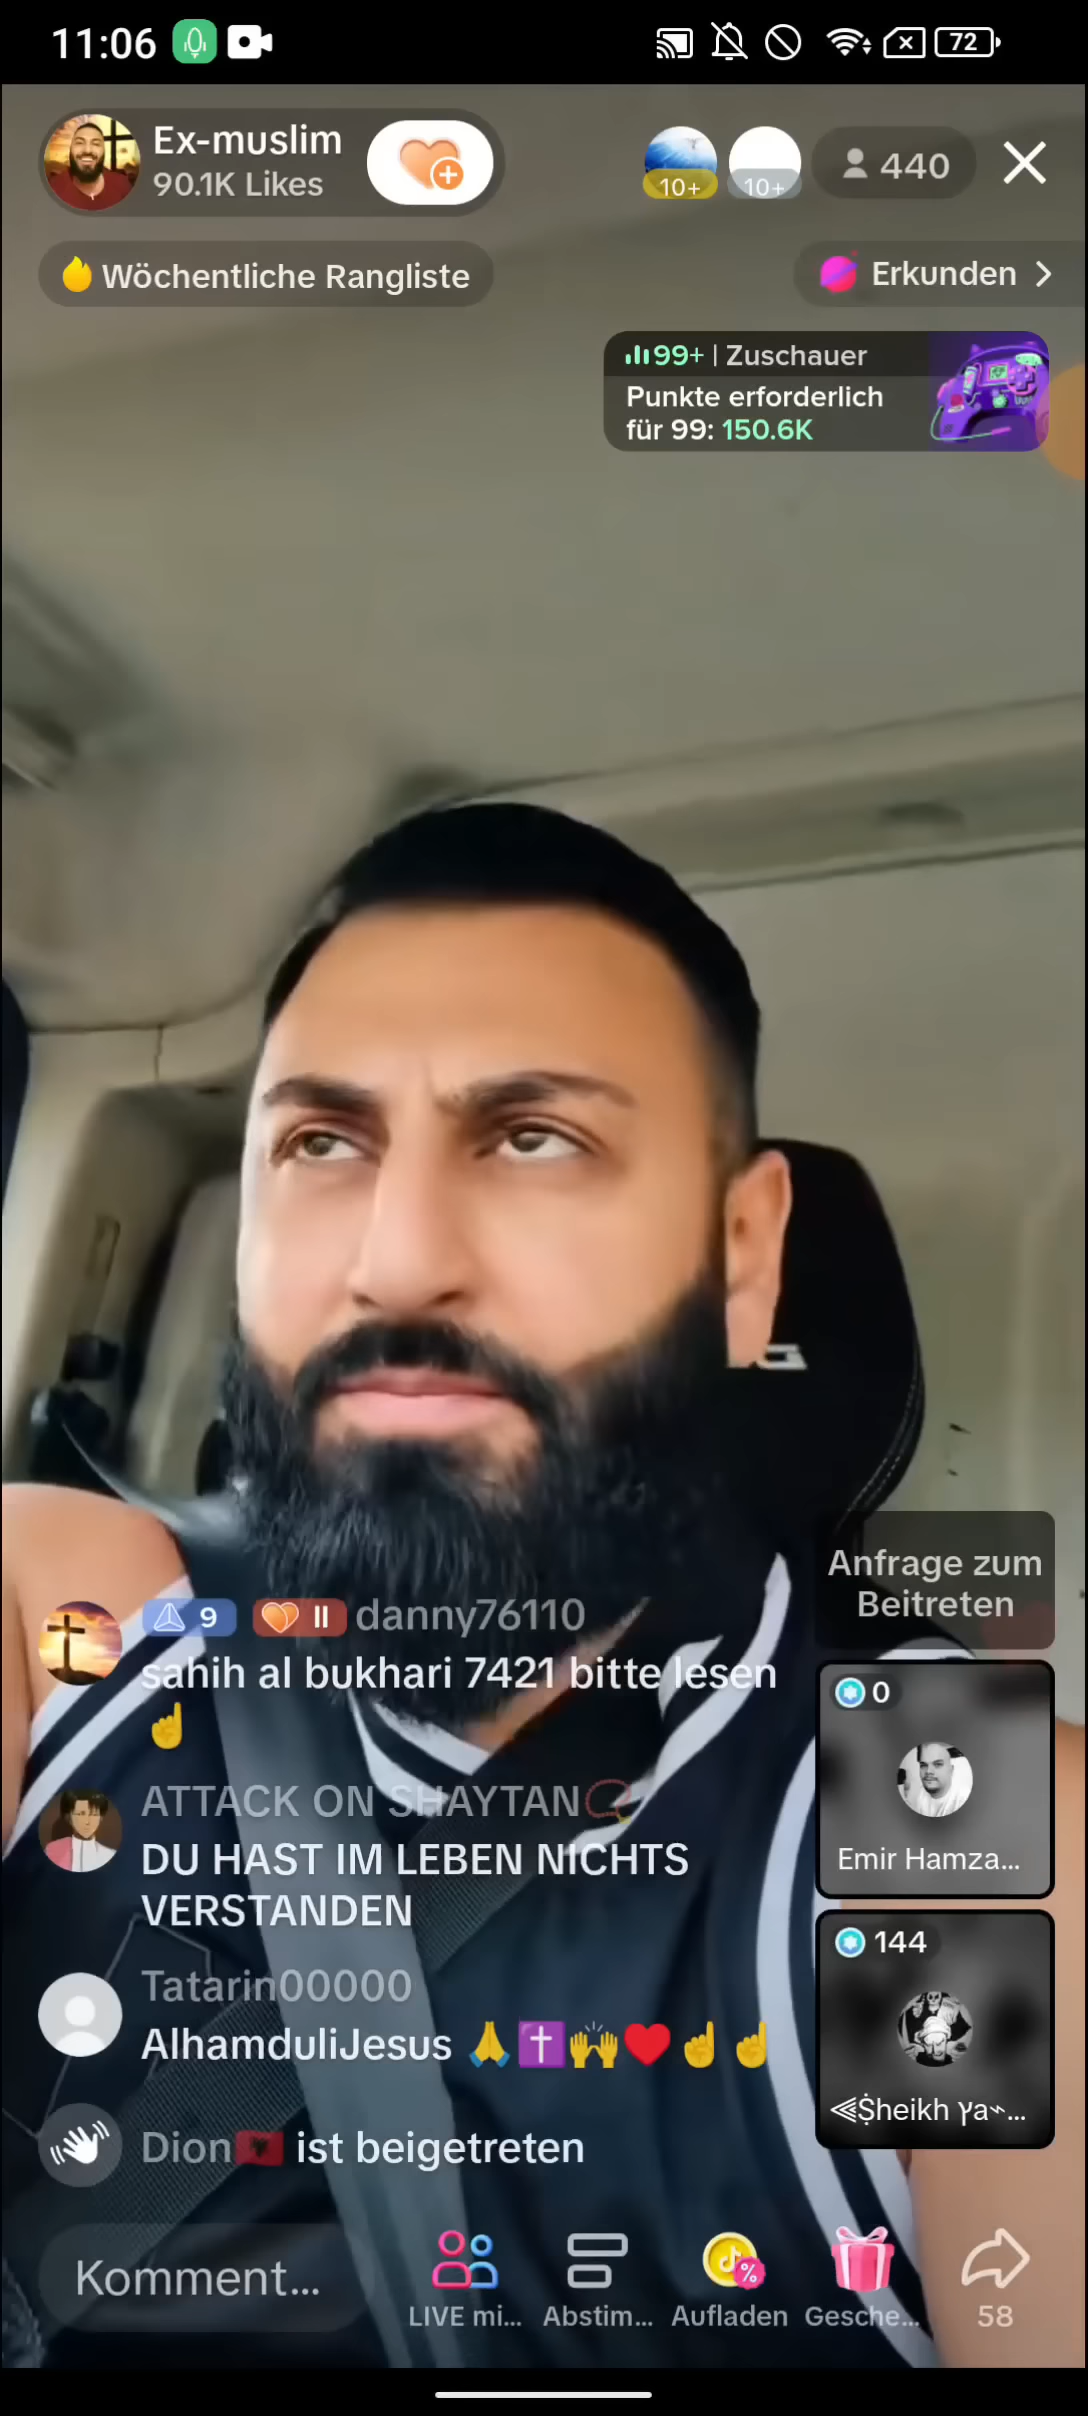 11:06
72
Ex-muslim
90.1K Likes
10+
10+
440
Wöchentliche Rangliste
Erkunden
99+ | Zuschauer
Punkte erforderlich
für 99: 150.6K
Anfrage zum
Beitreten
9 II danny76110
sahih al bukhari 7421 bitte lesen
☝️
0
Emir Hamza...
ATTACK ON SHAYTAN📿
DU HAST IM LEBEN NICHTS
VERSTANDEN
144
Tatarin00000
AlhamduliJesus 🙏✝️🙌❤️☝️☝️
Sheikh
Dion🇦🇱 ist beigetreten
Komment...
LIVE mi...
Abstim...
Aufladen
Gesche...
58